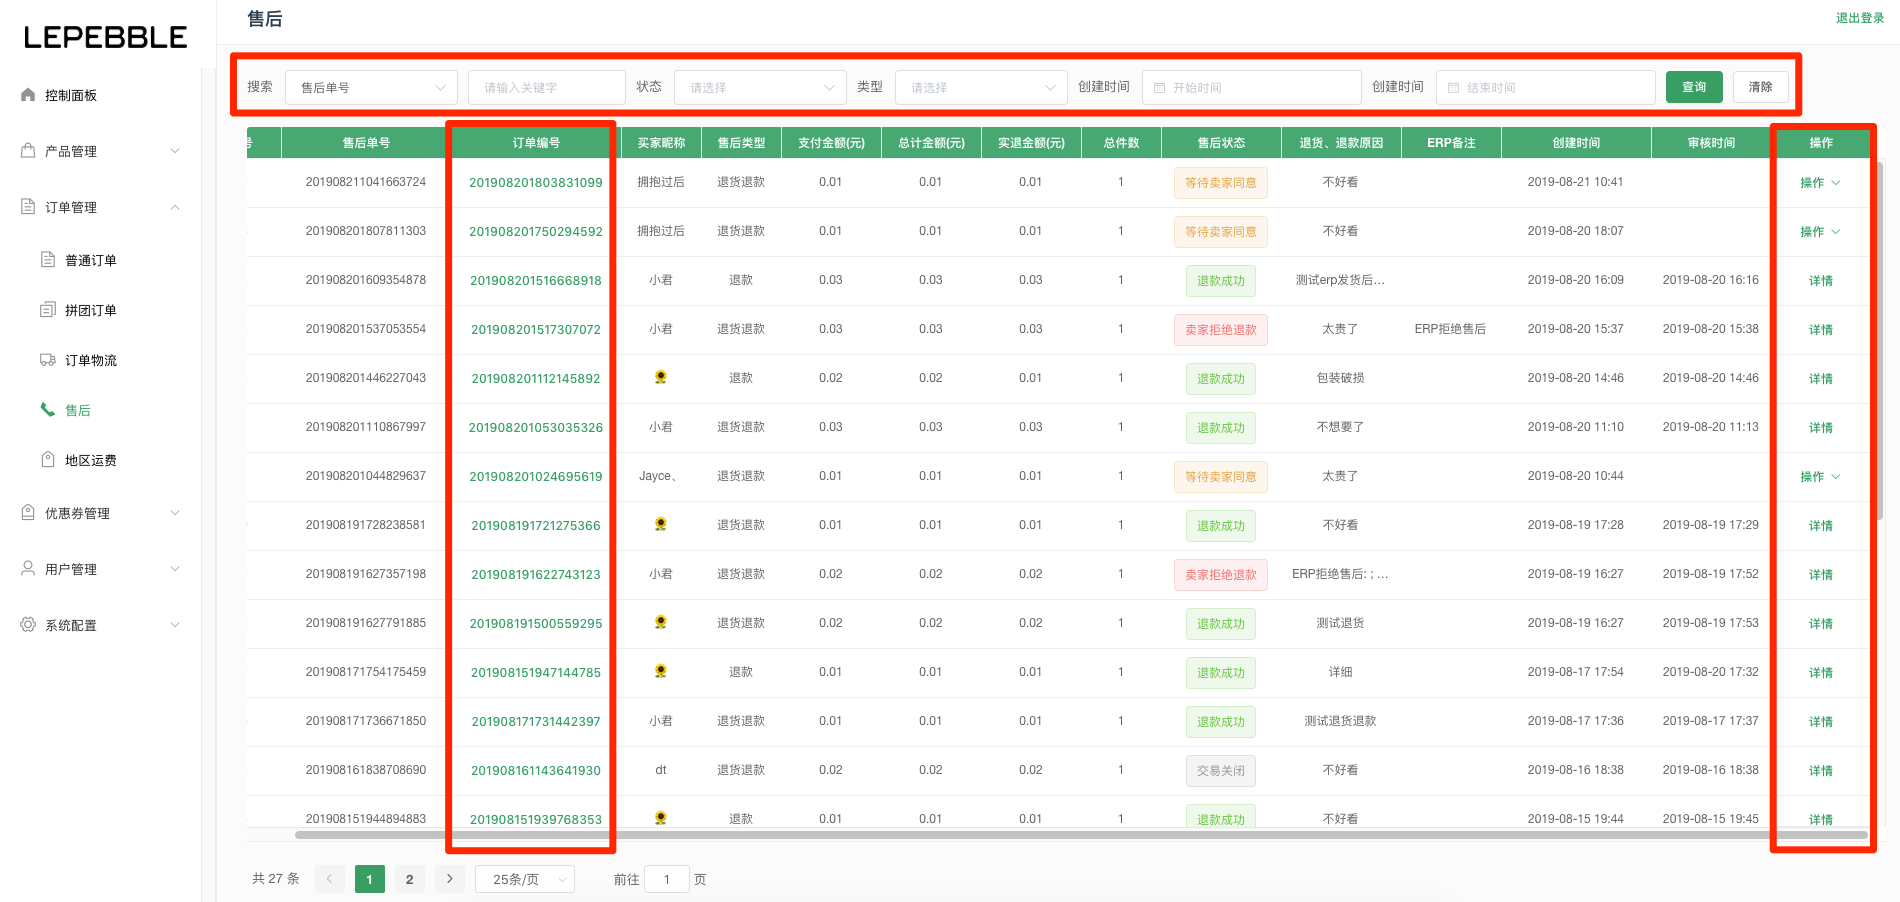 LEPEBBLE
售后
退出登录
控制面板
产品管理
订单管理
普通订单
拼团订单
订单物流
售后
地区运费
优惠券管理
用户管理
系统配置
搜索 售后单号 请输入关键字 状态 请选择 类型 请选择 创建时间 开始时间 创建时间 结束时间 查询 清除
售后单号 订单编号 买家昵称 售后类型 支付金额(元) 总计金额(元) 实退金额(元) 总件数 售后状态 退货、退款原因 ERP备注 创建时间 审核时间 操作
201908211041663724 201908201803831099 拥抱过后 退货退款 0.01 0.01 0.01 1 等待卖家同意 不好看 2019-08-21 10:41 操作
201908201807811303 201908201750294592 拥抱过后 退货退款 0.01 0.01 0.01 1 等待卖家同意 不好看 2019-08-20 18:07 操作
201908201609354878 201908201516668918 小君 退款 0.03 0.03 0.03 1 退款成功 测试erp发货后... 2019-08-20 16:09 2019-08-20 16:16 详情
201908201537053554 201908201517307072 小君 退货退款 0.03 0.03 0.03 1 卖家拒绝退款 太贵了 ERP拒绝售后 2019-08-20 15:37 2019-08-20 15:38 详情
201908201446227043 201908201112145892 🌻 退款 0.02 0.02 0.01 1 退款成功 包装破损 2019-08-20 14:46 2019-08-20 14:46 详情
201908201110867997 201908201053035326 小君 退货退款 0.03 0.03 0.03 1 退款成功 不想要了 2019-08-20 11:10 2019-08-20 11:13 详情
201908201044829637 201908201024695619 Jayce、 退货退款 0.01 0.01 0.01 1 等待卖家同意 太贵了 2019-08-20 10:44 操作
201908191728238581 201908191721275366 🌻 退货退款 0.01 0.01 0.01 1 退款成功 不好看 2019-08-19 17:28 2019-08-19 17:29 详情
201908191627357198 201908191622743123 小君 退货退款 0.02 0.02 0.02 1 卖家拒绝退款 ERP拒绝售后: ; ... 2019-08-19 16:27 2019-08-19 17:52 详情
201908191627791885 201908191500559295 🌻 退货退款 0.02 0.02 0.02 1 退款成功 测试退货 2019-08-19 16:27 2019-08-19 17:53 详情
201908171754175459 201908151947144785 🌻 退款 0.01 0.01 0.01 1 退款成功 详细 2019-08-17 17:54 2019-08-20 17:32 详情
201908171736671850 201908171731442397 小君 退货退款 0.01 0.01 0.01 1 退款成功 测试退货退款 2019-08-17 17:36 2019-08-17 17:37 详情
201908161838708690 201908161143641930 dt 退货退款 0.02 0.02 0.02 1 交易关闭 不好看 2019-08-16 18:38 2019-08-16 18:38 详情
201908151944894883 201908151939768353 🌻 退款 0.01 0.01 0.01 1 退款成功 不好看 2019-08-15 19:44 2019-08-15 19:45 详情
共 27 条 1 2 25条/页 前往 1 页